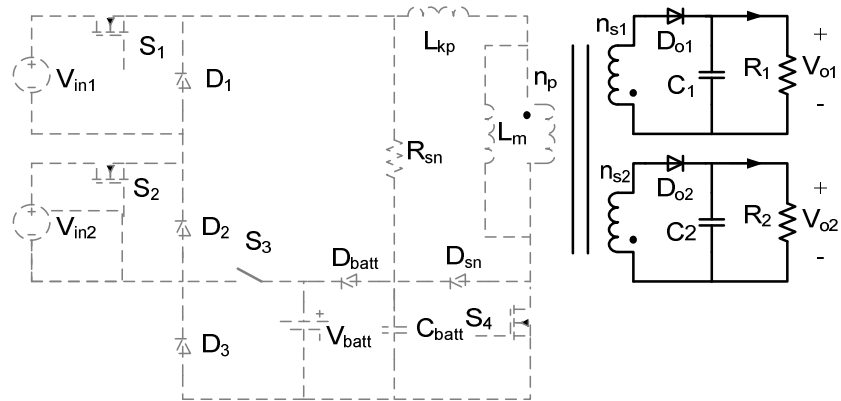 S1
Vin1
D1
Lkp
np
Lm
Rsn
ns1
Do1
C1
R1
+
Vo1
-
S2
Vin2
D2
S3
Dbatt
Dsn
ns2
Do2
C2
R2
+
Vo2
-
D3
+
Vbatt
Cbatt
S4